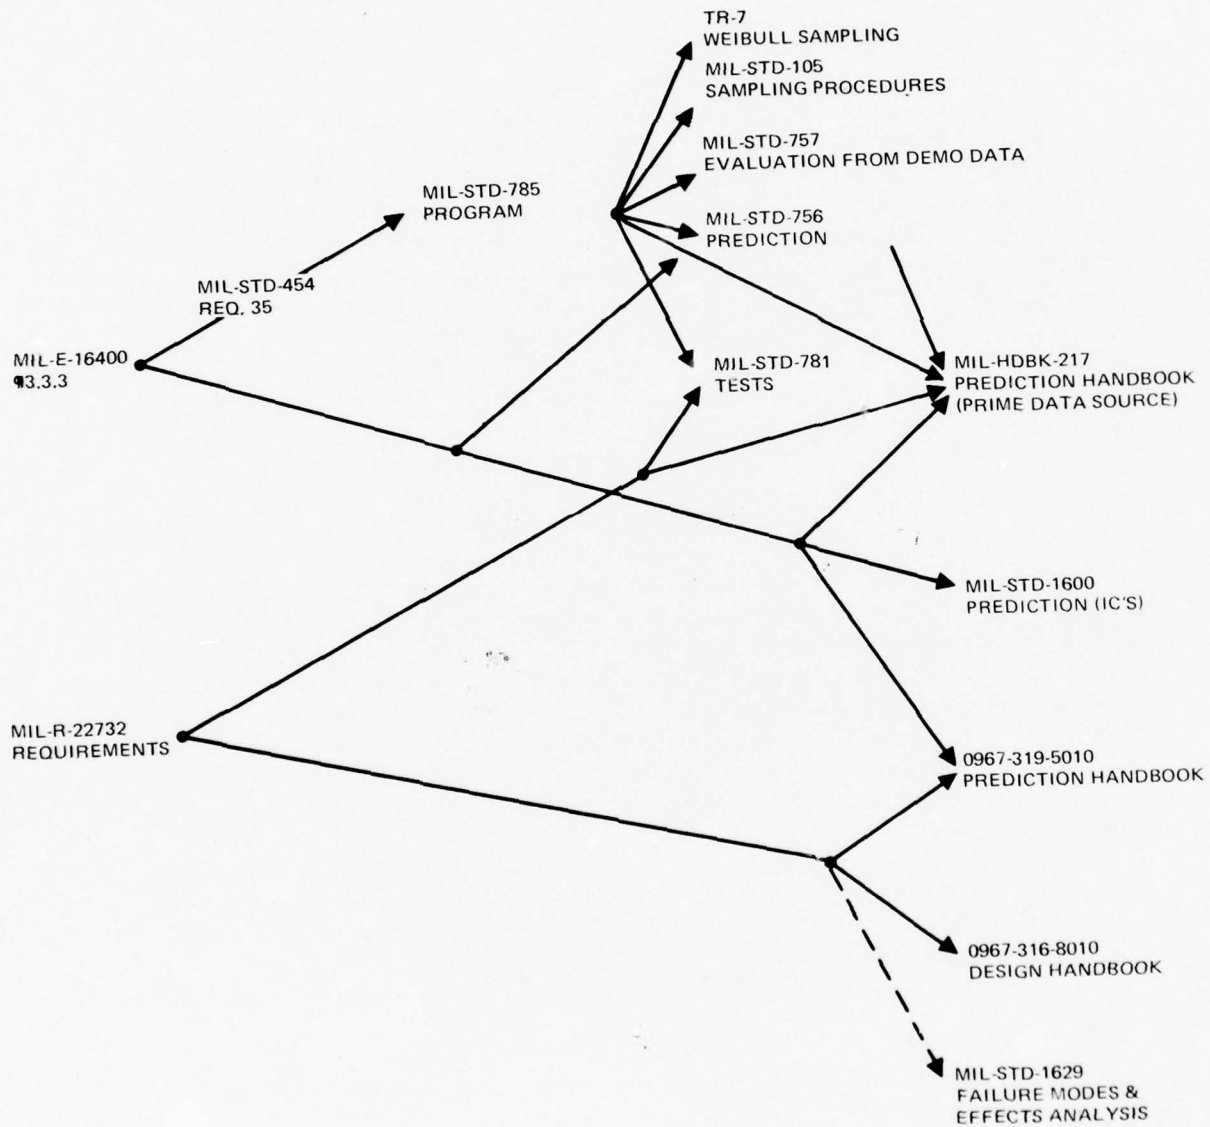 TR-7
WEIBULL SAMPLING
MIL-STD-105
SAMPLING PROCEDURES
MIL-STD-757
EVALUATION FROM DEMO DATA
MIL-STD-785
PROGRAM
MIL-STD-756
PREDICTION
MIL-STD-454
REQ. 35
MIL-E-16400
¶3.3.3
MIL-STD-781
TESTS
MIL-HDBK-217
PREDICTION HANDBOOK
(PRIME DATA SOURCE)
MIL-STD-1600
PREDICTION (IC'S)
MIL-R-22732
REQUIREMENTS
0967-319-5010
PREDICTION HANDBOOK
0967-316-8010
DESIGN HANDBOOK
MIL-STD-1629
FAILURE MODES &
EFFECTS ANALYSIS